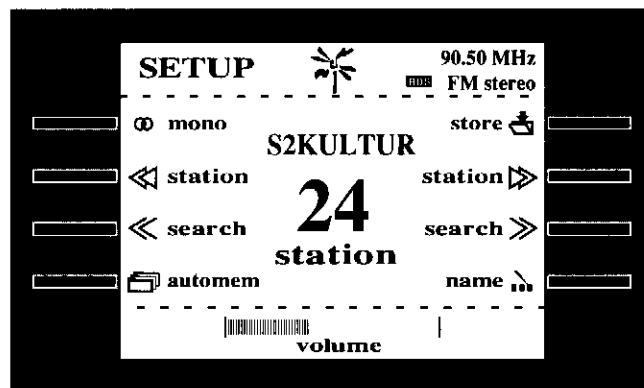 SETUP
90.50 MHz
RDS FM stereo
mono
store
S2KULTUR
station
station
24
search
search
station
automem
name
volume